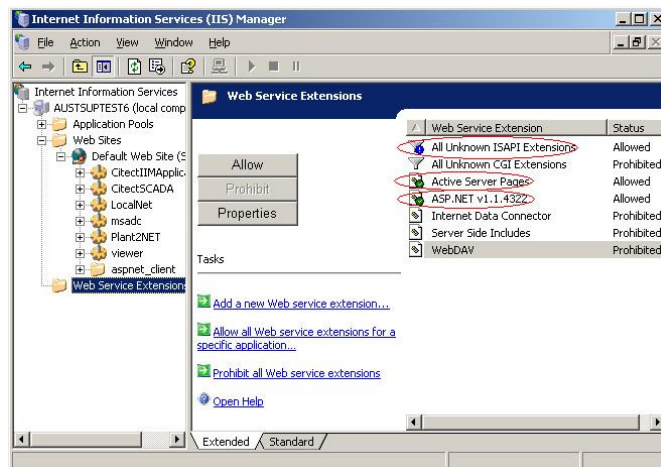 Internet Information Services (IIS) Manager
File Action View Window Help
Internet Information Services
AUSTSUPTEST6 (local comp
Application Pools
Web Sites
Default Web Site (S
CitectIIMApplic
CitectSCADA
LocalNet
msadc
Plant2NET
viewer
aspnet_client
Web Service Extensions
Web Service Extensions
Allow
Prohibit
Properties
Tasks
Add a new Web service extension...
Allow all Web service extensions for a
specific application...
Prohibit all Web service extensions
Open Help
Web Service Extension Status
All Unknown ISAPI Extensions Allowed
All Unknown CGI Extensions Prohibited
Active Server Pages Allowed
ASP.NET v1.1.4322 Allowed
Internet Data Connector Prohibited
Server Side Includes Prohibited
WebDAV Prohibited
Extended Standard